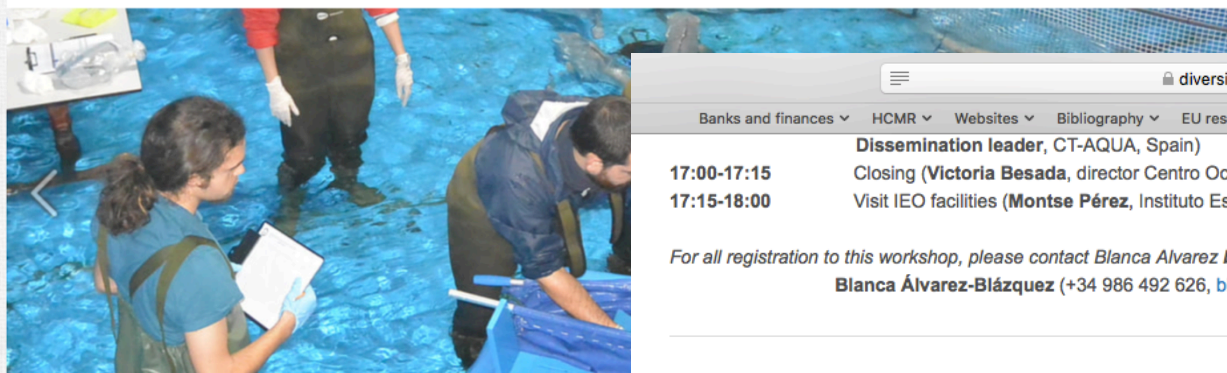 diversi
Banks and finances HCMR Websites Bibliography EU res
Dissemination leader, CT-AQUA, Spain)
17:00-17:15 Closing (Victoria Besada, director Centro Oc
17:15-18:00 Visit IEO facilities (Montse Pérez, Instituto Es
For all registration to this workshop, please contact Blanca Alvarez
Blanca Álvarez-Blázquez (+34 986 492 626, b